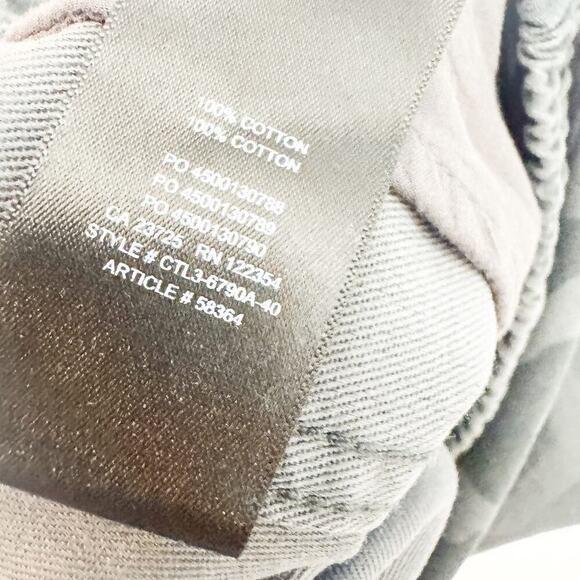 100% COTTON
100% COTTON
PO 4500130788
PO 4500130789
PO 4500130790
CA 23725 RN 122354
STYLE # CTL3-6790A-40
ARTICLE # 58364